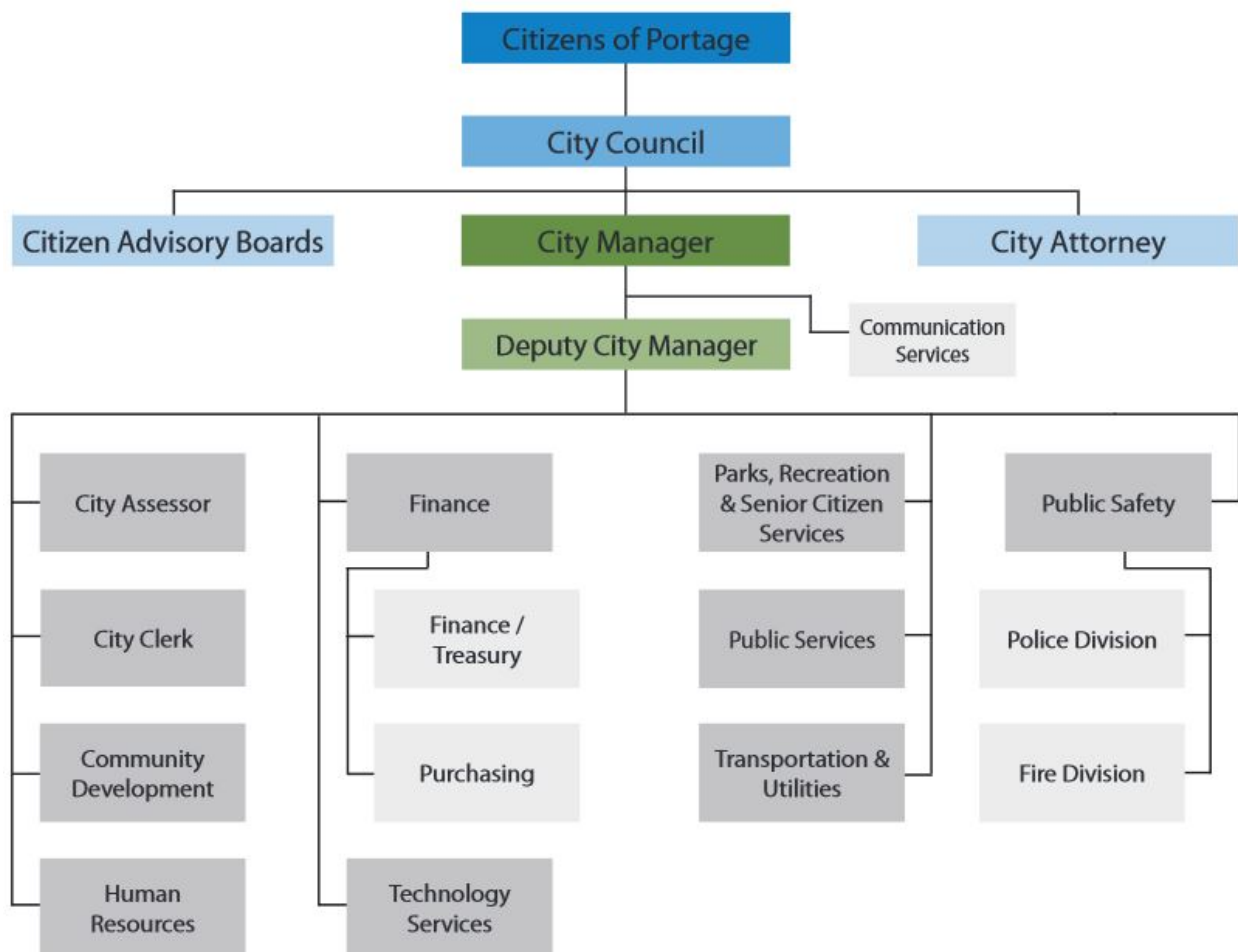 Citizens of Portage
City Council
Citizen Advisory Boards
City Manager
City Attorney
Deputy City Manager
Communication
Services
City Assessor
Finance
Parks, Recreation
& Senior Citizen
Services
Public Safety
City Clerk
Finance /
Treasury
Public Services
Police Division
Community
Development
Purchasing
Transportation &
Utilities
Fire Division
Human
Resources
Technology
Services